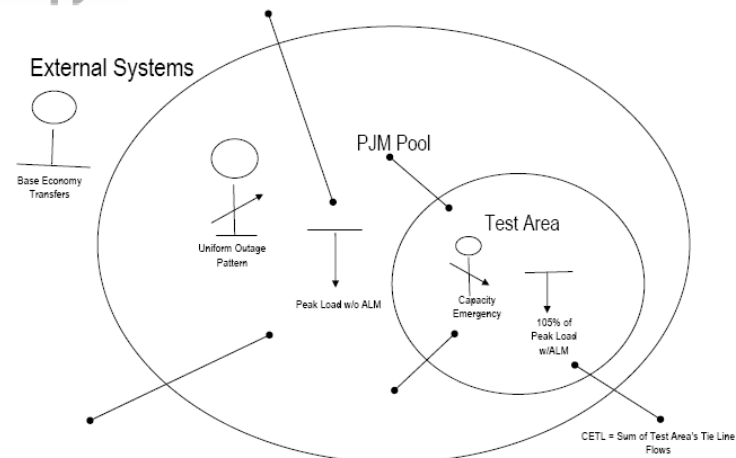 External Systems
Base Economy
Transfers
Uniform Outage
Pattern
Peak Load w/o ALM
PJM Pool
Test Area
Capacity
Emergency
105% of
Peak Load
w/ALM
CETL = Sum of Test Area's Tie Line
Flows